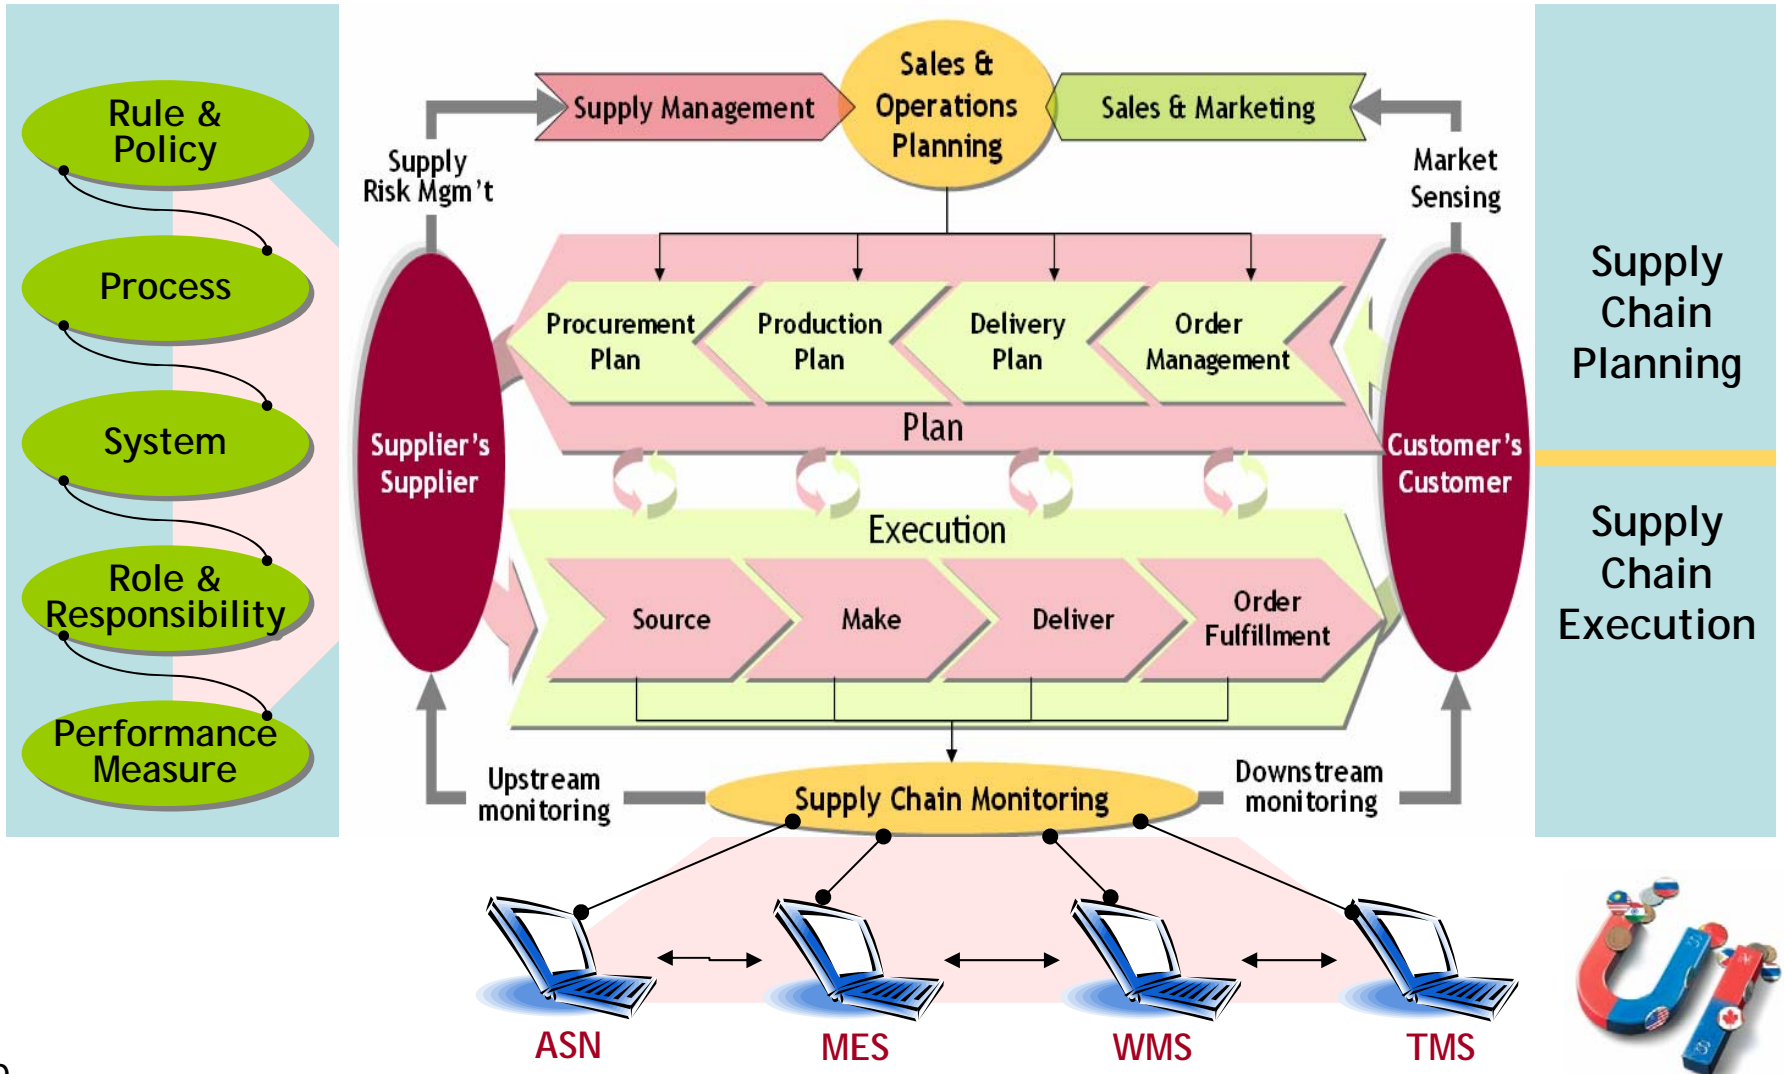 Rule &
Policy
Process
System
Role &
Responsibility
Performance
Measure
Sales &
Operations
Planning
Supply Management
Sales & Marketing
Supply
Risk Mgm't
Market
Sensing
Procurement
Plan
Production
Plan
Delivery
Plan
Order
Management
Plan
Supplier's
Supplier
Customer's
Customer
Execution
Source
Make
Deliver
Order
Fulfillment
Upstream
monitoring
Supply Chain Monitoring
Downstream
monitoring
ASN
MES
WMS
TMS
Supply
Chain
Planning
Supply
Chain
Execution